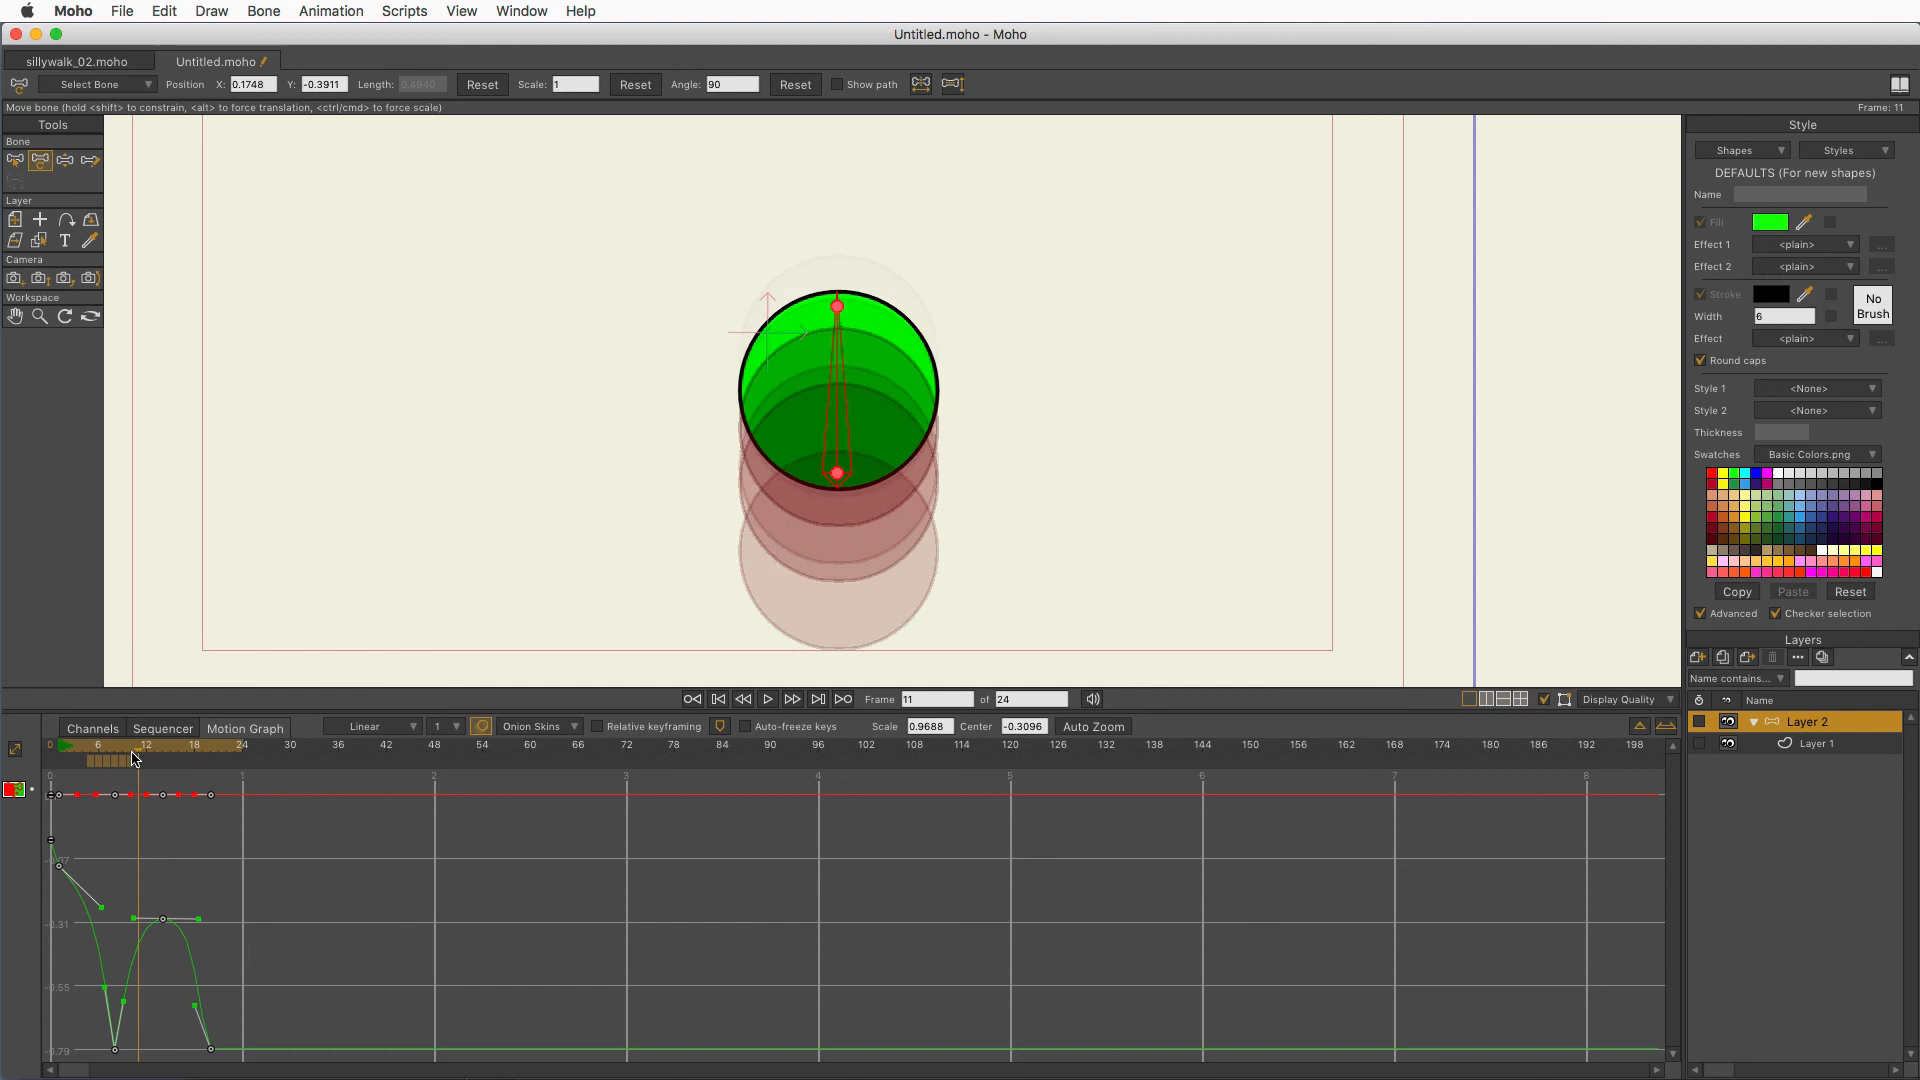 Moho File Edit Draw Bone Animation Scripts View Window Help
Untitled.moho - Moho
sillywalk_02.moho Untitled.moho
Select Bone Position X: 0.1748 Y: -0.3911 Length: 0.4940 Reset Scale: 1 Reset Angle: 90 Reset Show path
Move bone (hold <shift> to constrain, <alt> to force translation, <ctrl/cmd> to force scale) Frame: 11
Tools
Bone
Layer
T
Camera
Workspace
Style
Shapes Styles
DEFAULTS (For new shapes)
Name
Fill
Effect 1 <plain> ...
Effect 2 <plain> ...
Stroke No Brush
Width 6
Effect <plain> ...
Round caps
Style 1 <None>
Style 2 <None>
Thickness
Swatches Basic Colors.png
Copy Paste Reset
Advanced Checker selection
Layers
Name contains...
Name
Layer 2
Layer 1
Frame 11 of 24 Display Quality
Channels Sequencer Motion Graph Linear 1 Onion Skins Relative keyframing Auto-freeze keys Scale 0.9688 Center -0.3096 Auto Zoom
0 6 12 18 24 30 36 42 48 54 60 66 72 78 84 90 96 102 108 114 120 126 132 138 144 150 156 162 168 174 180 186 192 198
0 1 2 3 4 5 6 7 8
-0.07
-0.31
-0.55
-0.79